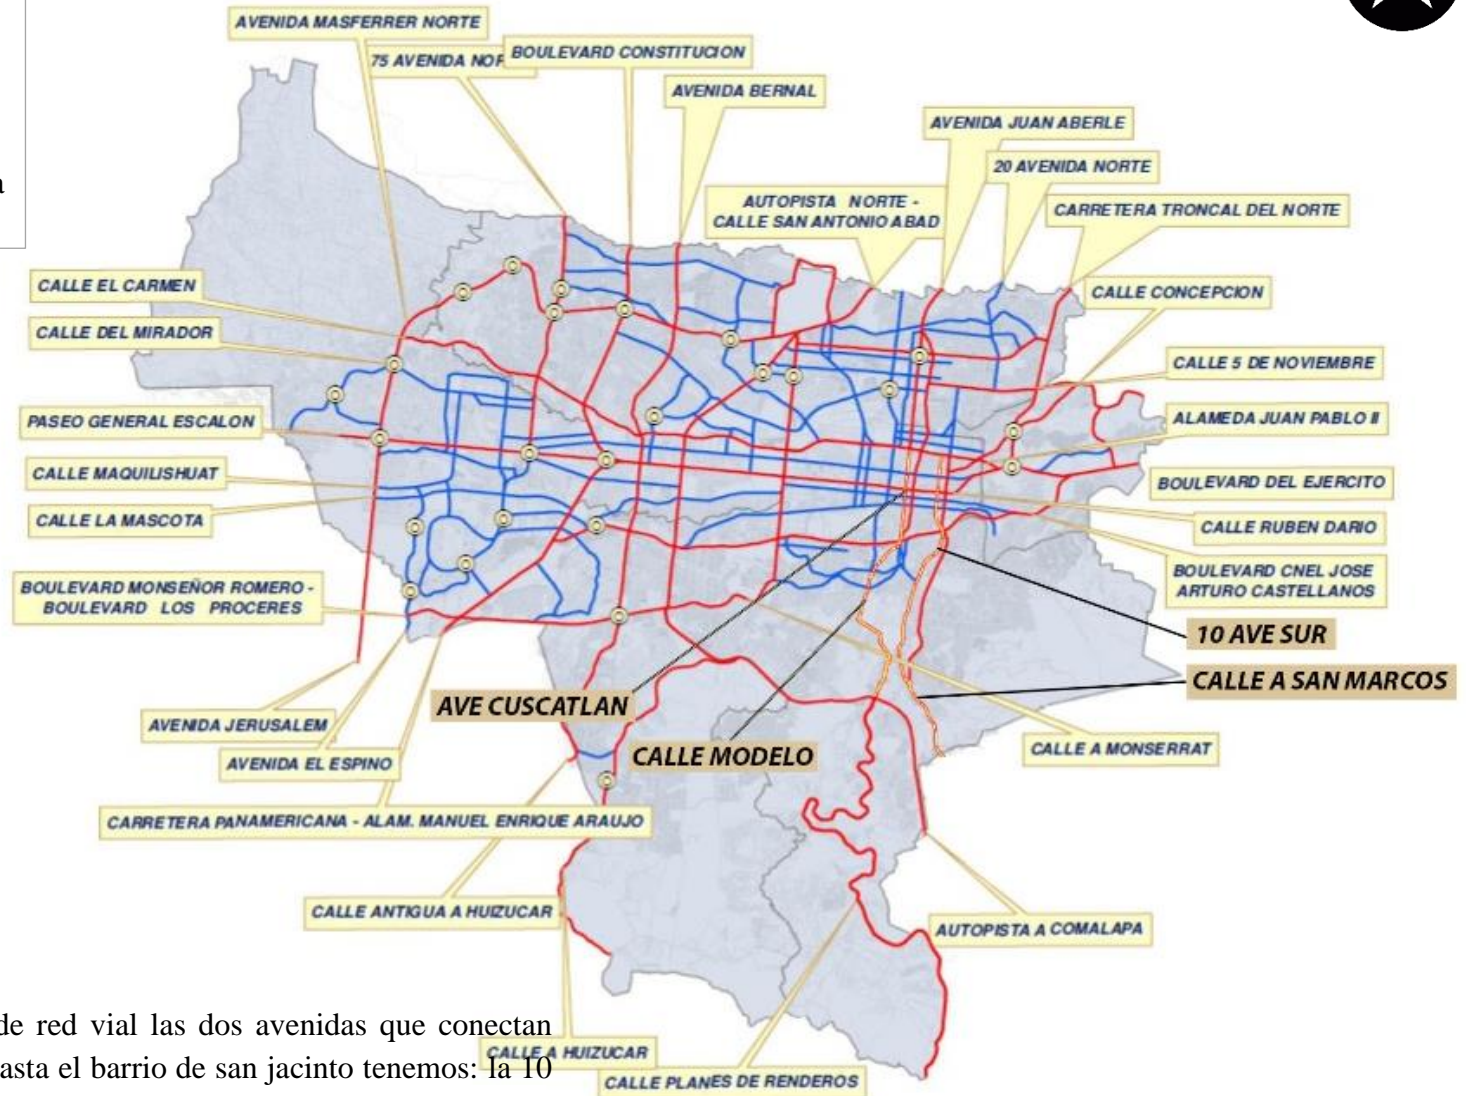 AVENIDA MASFERRER NORTE
75 AVENIDA NOR
BOULEVARD CONSTITUCION
AVENIDA BERNAL
AVENIDA JUAN ABERLE
20 AVENIDA NORTE
AUTOPISTA NORTE -
CALLE SAN ANTONIO ABAD
CARRETERA TRONCAL DEL NORTE
a
CALLE EL CARMEN
CALLE CONCEPCION
CALLE DEL MIRADOR
CALLE 5 DE NOVIEMBRE
PASEO GENERAL ESCALON
ALAMEDA JUAN PABLO II
CALLE MAQUILISHUAT
BOULEVARD DEL EJERCITO
CALLE LA MASCOTA
CALLE RUBEN DARIO
BOULEVARD MONSEÑOR ROMERO -
BOULEVARD LOS PROCERES
BOULEVARD CNEL JOSE
ARTURO CASTELLANOS
10 AVE SUR
CALLE A SAN MARCOS
AVE CUSCATLAN
AVENIDA JERUSALEM
CALLE MODELO
CALLE A MONSERRAT
AVENIDA EL ESPINO
CARRETERA PANAMERICANA - ALAM. MANUEL ENRIQUE ARAUJO
CALLE ANTIGUA A HUIZUCAR
AUTOPISTA A COMALAPA
de red vial las dos avenidas que conectan
asta el barrio de san jacinto tenemos: la 10
CALLE A HUIZUCAR
CALLE PLANES DE RENDEROS